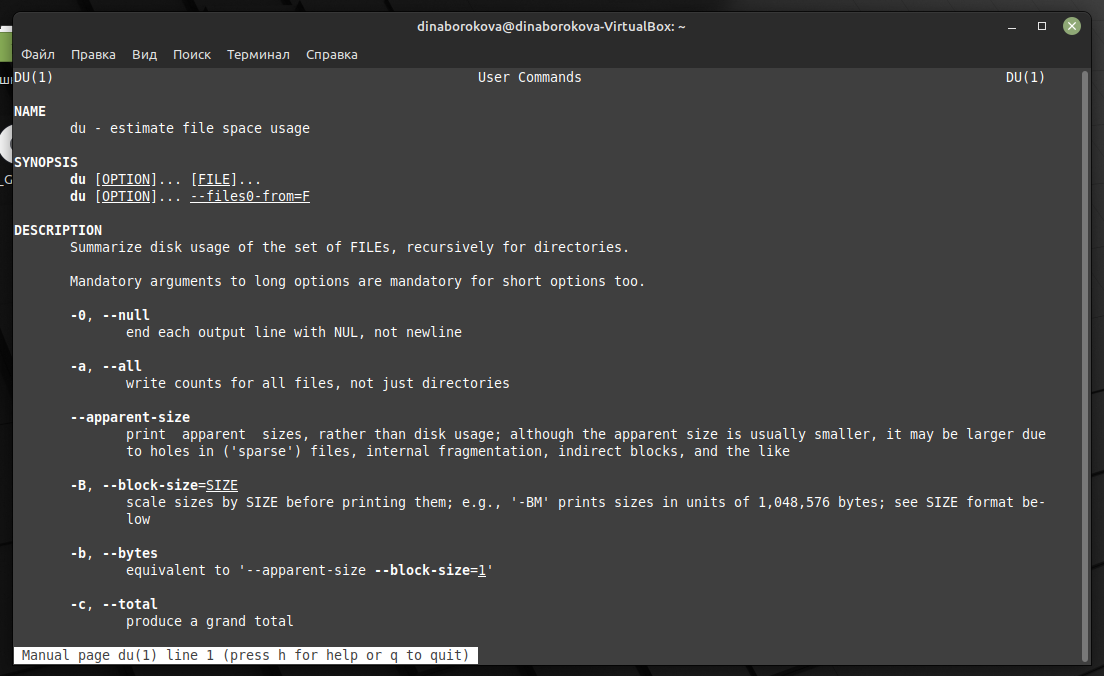 dinaborokova@dinaborokova-VirtualBox: ~
Файл Правка Вид Поиск Терминал Справка
DU(1) User Commands DU(1)
NAME
du - estimate file space usage
SYNOPSIS
du [OPTION]... [FILE]...
du [OPTION]... --files0-from=F
DESCRIPTION
Summarize disk usage of the set of FILEs, recursively for directories.
Mandatory arguments to long options are mandatory for short options too.
-0, --null
end each output line with NUL, not newline
-a, --all
write counts for all files, not just directories
--apparent-size
print apparent sizes, rather than disk usage; although the apparent size is usually smaller, it may be larger due
to holes in ('sparse') files, internal fragmentation, indirect blocks, and the like
-B, --block-size=SIZE
scale sizes by SIZE before printing them; e.g., '-BM' prints sizes in units of 1,048,576 bytes; see SIZE format be-
low
-b, --bytes
equivalent to '--apparent-size --block-size=1'
-c, --total
produce a grand total
Manual page du(1) line 1 (press h for help or q to quit)